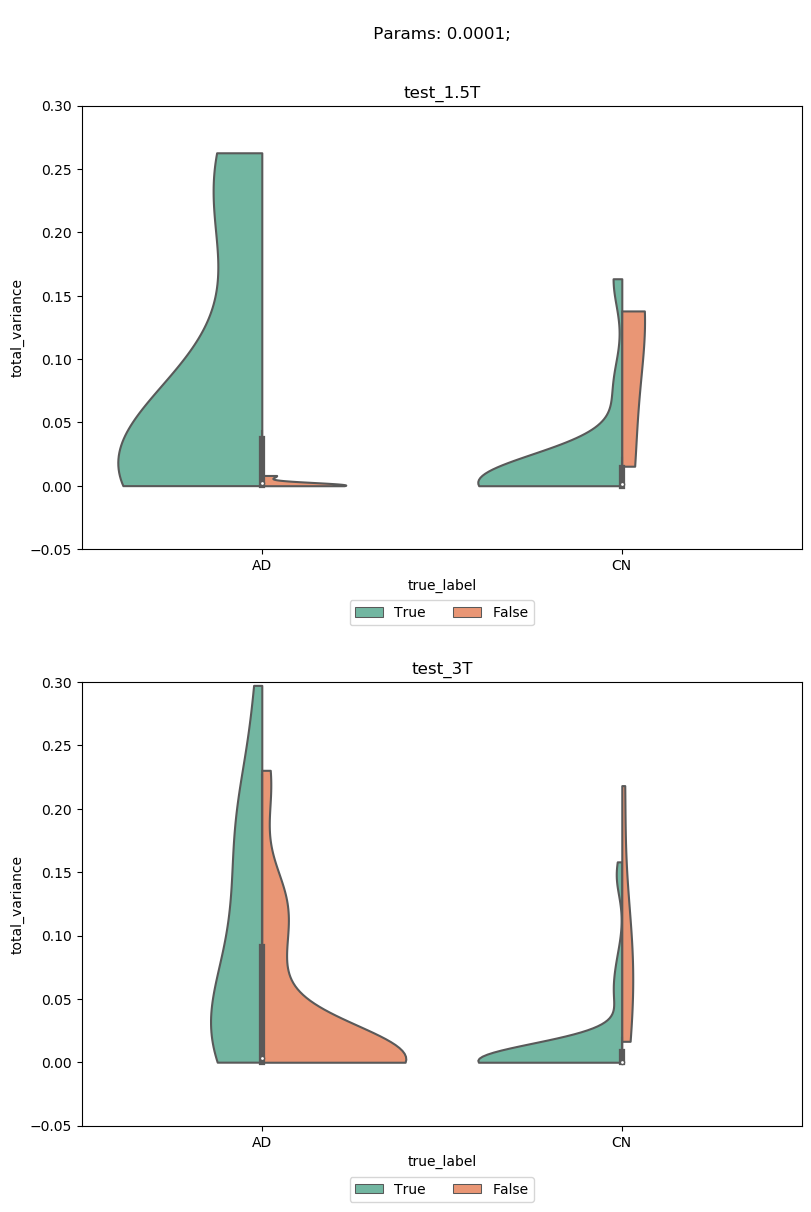 Params: 0.0001;
test_1.5T
0.30
0.25
0.20
0.15
0.10
0.05
0.00
−0.05
total_variance
AD CN
true_label
True False
test_3T
0.30
0.25
0.20
0.15
0.10
0.05
0.00
−0.05
total_variance
AD CN
true_label
True False